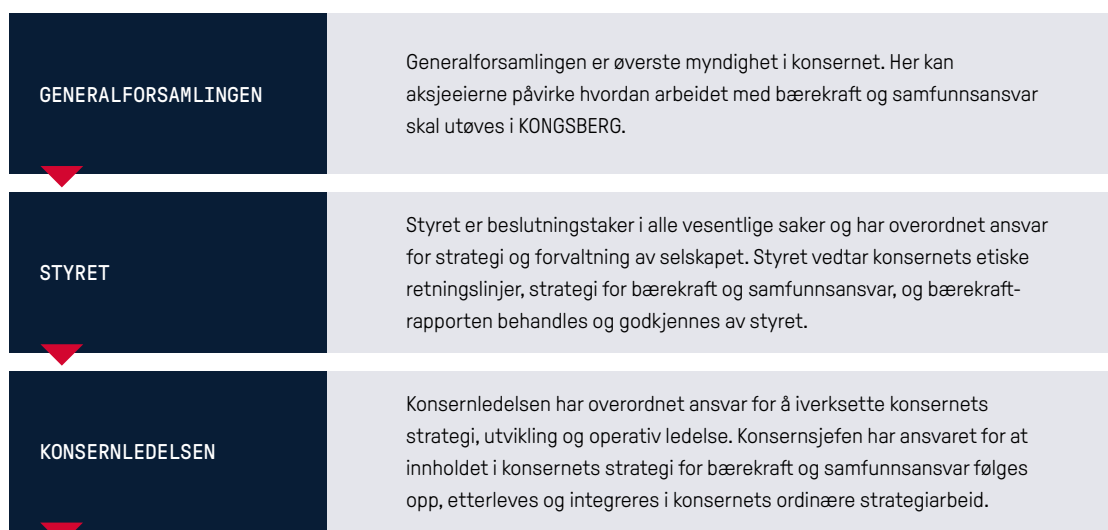 GENERALFORSAMLINGEN
Generalforsamlingen er øverste myndighet i konsernet. Her kan
aksjeeierne påvirke hvordan arbeidet med bærekraft og samfunnsansvar
skal utøves i KONGSBERG.
STYRET
Styret er beslutningstaker i alle vesentlige saker og har overordnet ansvar
for strategi og forvaltning av selskapet. Styret vedtar konsernets etiske
retningslinjer, strategi for bærekraft og samfunnsansvar, og bærekraft-
rapporten behandles og godkjennes av styret.
KONSERNLEDELSEN
Konsernledelsen har overordnet ansvar for å iverksette konsernets
strategi, utvikling og operativ ledelse. Konsernsjefen har ansvaret for at
innholdet i konsernets strategi for bærekraft og samfunnsansvar følges
opp, etterleves og integreres i konsernets ordinære strategiarbeid.